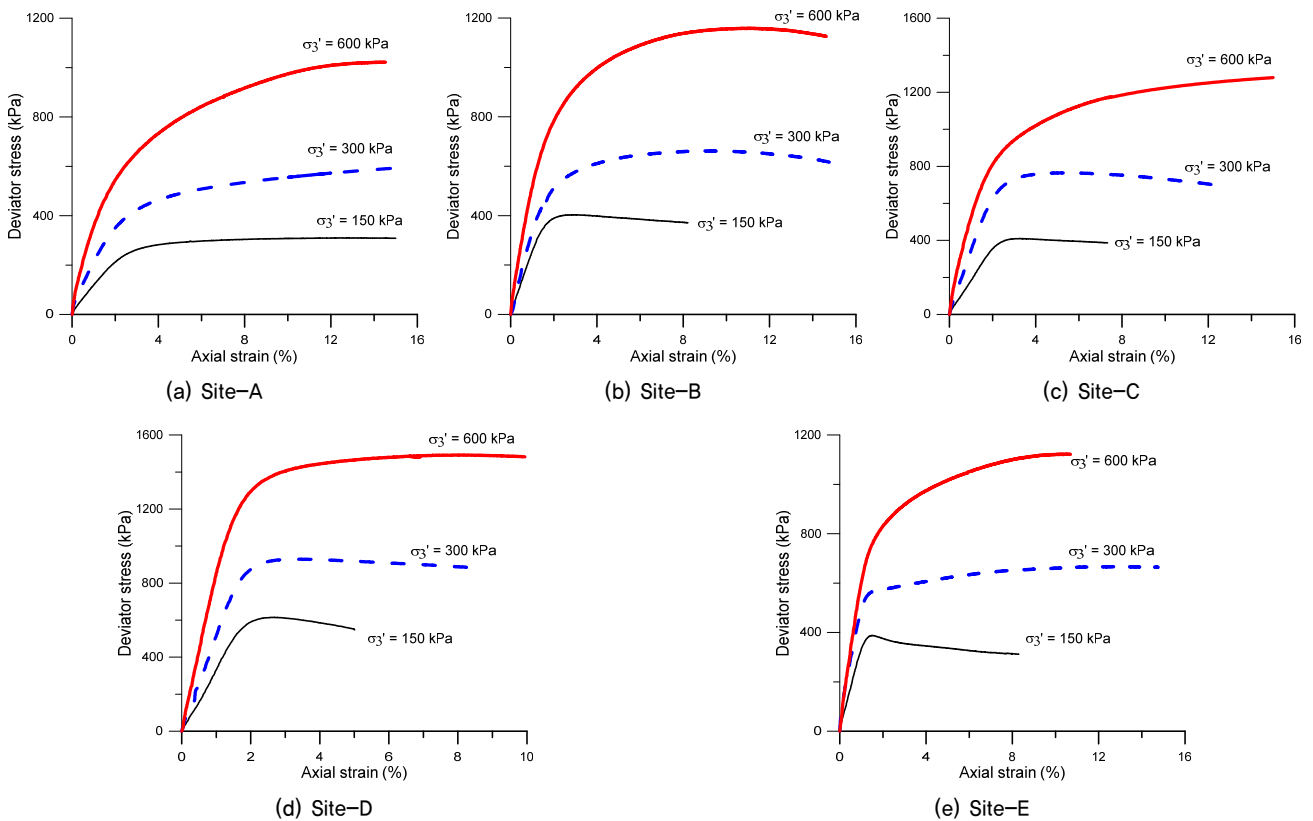 1200
800
400
0
Deviator stress (kPa)
σ3' = 600 kPa
σ3' = 300 kPa
σ3' = 150 kPa
0 4 8 12 16
Axial strain (%)
(a) Site–A
1200
800
400
0
Deviator stress (kPa)
σ3' = 600 kPa
σ3' = 300 kPa
σ3' = 150 kPa
0 4 8 12 16
Axial strain (%)
(b) Site–B
1600
1200
800
400
0
Deviator stress (kPa)
σ3' = 600 kPa
σ3' = 300 kPa
σ3' = 150 kPa
0 4 8 12 16
Axial strain (%)
(c) Site–C
1600
1200
800
400
0
Deviator stress (kPa)
σ3' = 600 kPa
σ3' = 300 kPa
σ3' = 150 kPa
0 2 4 6 8 10
Axial strain (%)
(d) Site–D
1200
800
400
0
Deviator stress (kPa)
σ3' = 600 kPa
σ3' = 300 kPa
σ3' = 150 kPa
0 4 8 12 16
Axial strain (%)
(e) Site–E